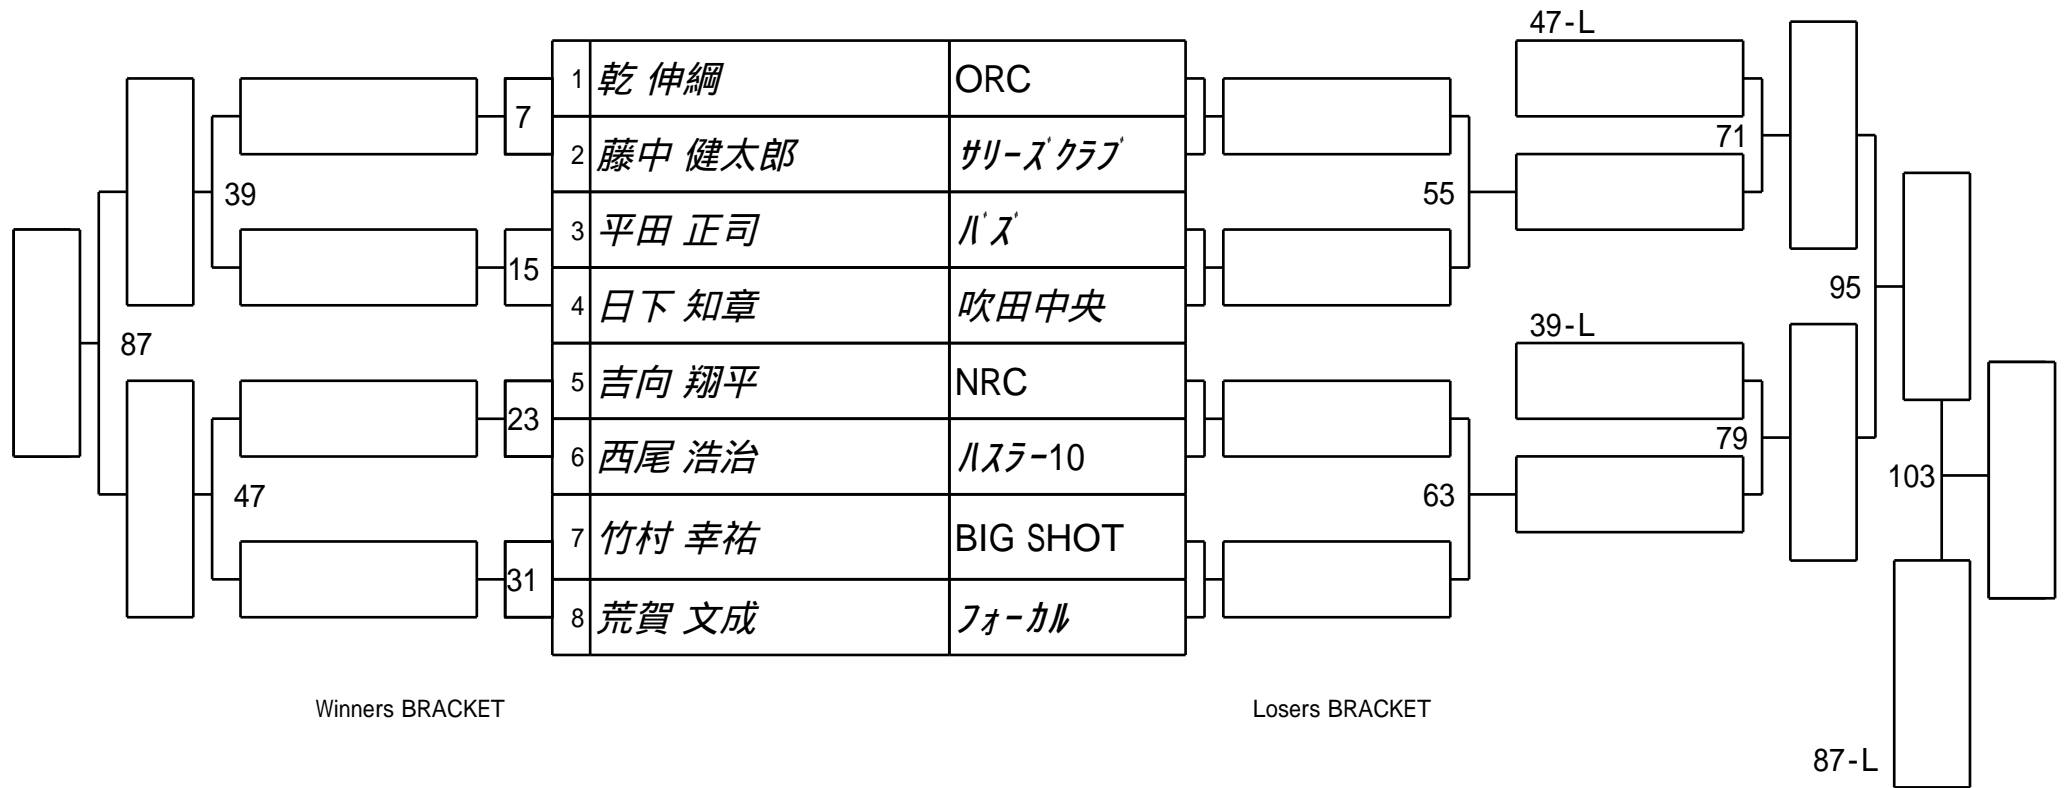 47-L
1 乾 伸綱 ORC
7
2 藤中 健太郎 ｻﾘｰｽﾞｸﾗﾌﾞ
71
39
55
3 平田 正司 ﾊﾞｽﾞ
15
4 日下 知章 吹田中央
95
87
39-L
5 吉向 翔平 NRC
23
6 西尾 浩治 ﾊｽﾗｰ10
79
47
63
103
7 竹村 幸祐 BIG SHOT
31
8 荒賀 文成 ﾌｫｰｶﾙ
Winners BRACKET
Losers BRACKET
87-L